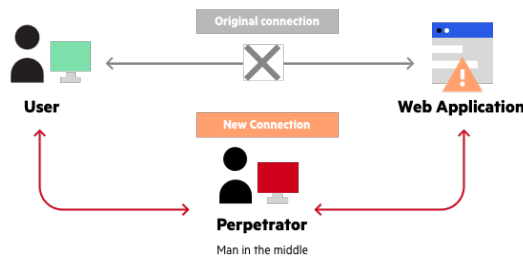 Original connection
User
Web Application
New Connection
Perpetrator
Man in the middle